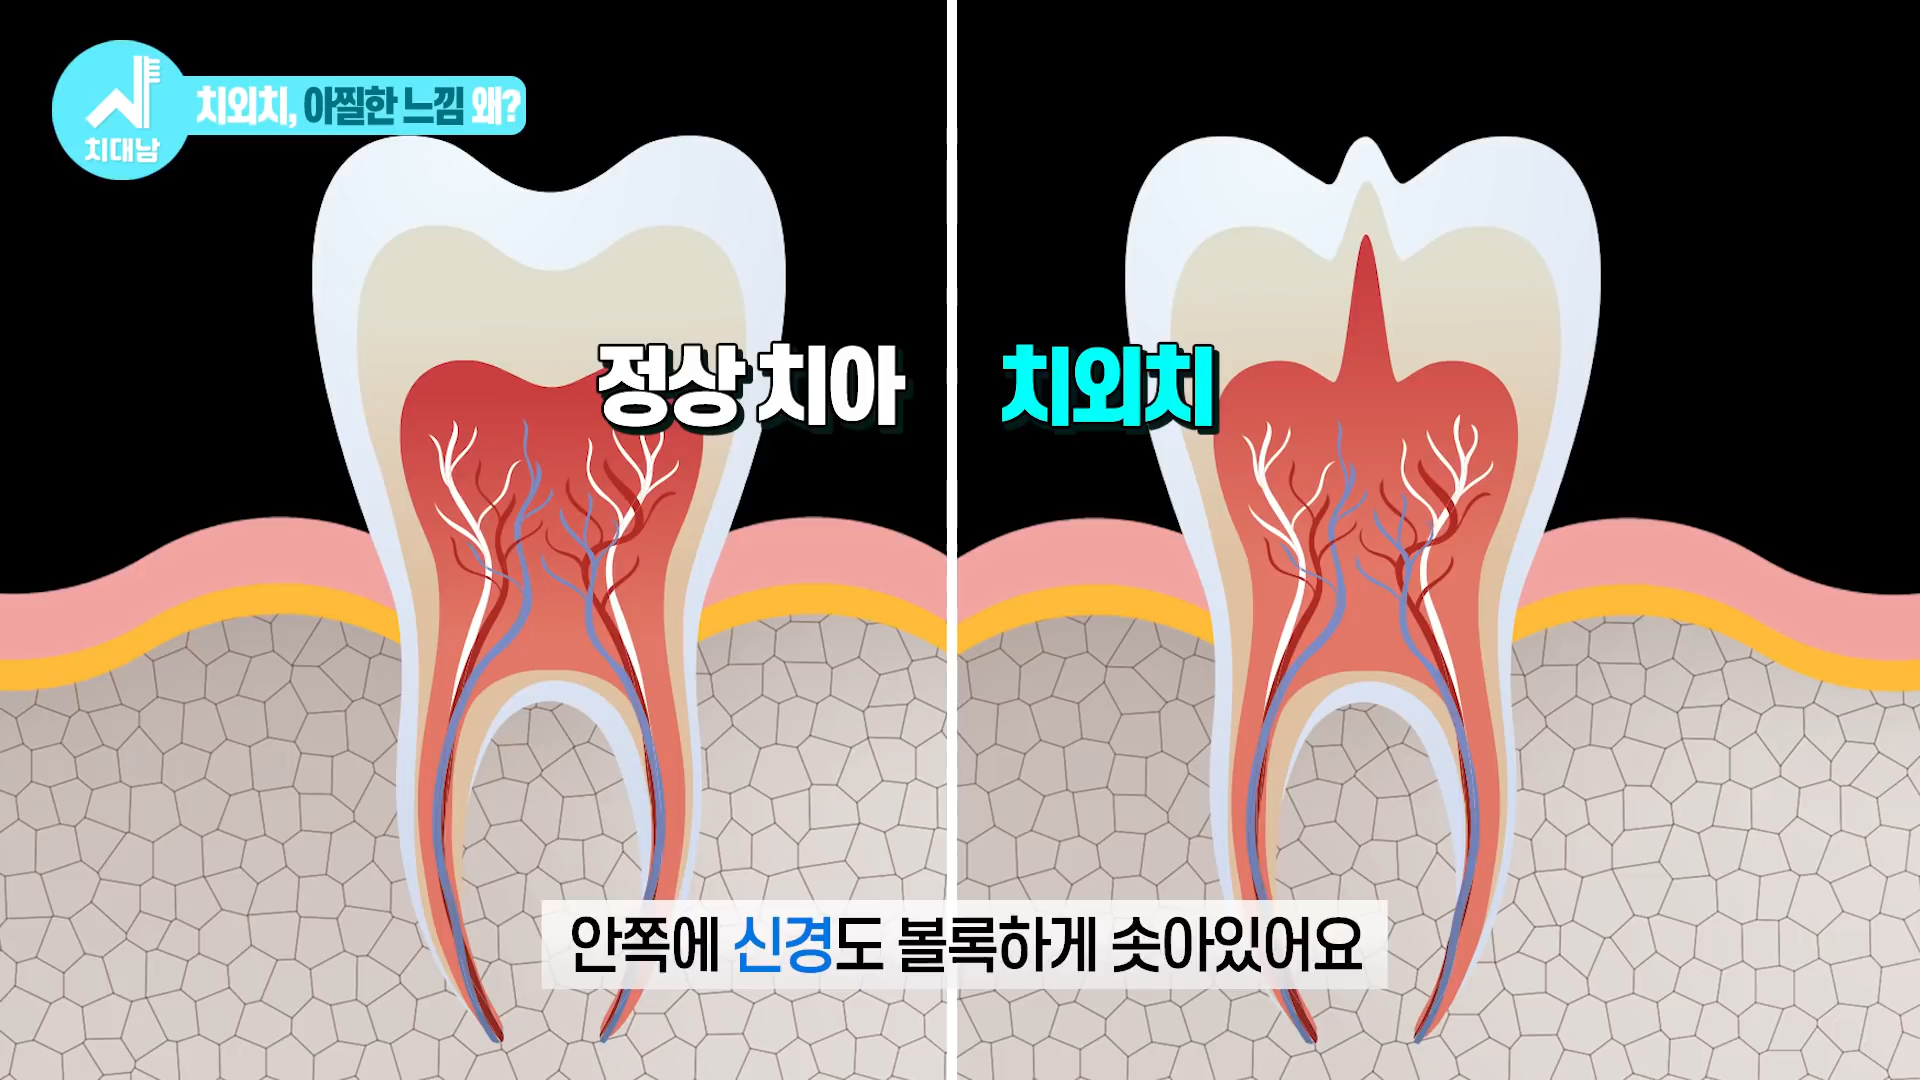 치외치, 아찔한 느낌 왜?
치대남
정상 치아
치외치
안쪽에 신경도 볼록하게 솟아있어요